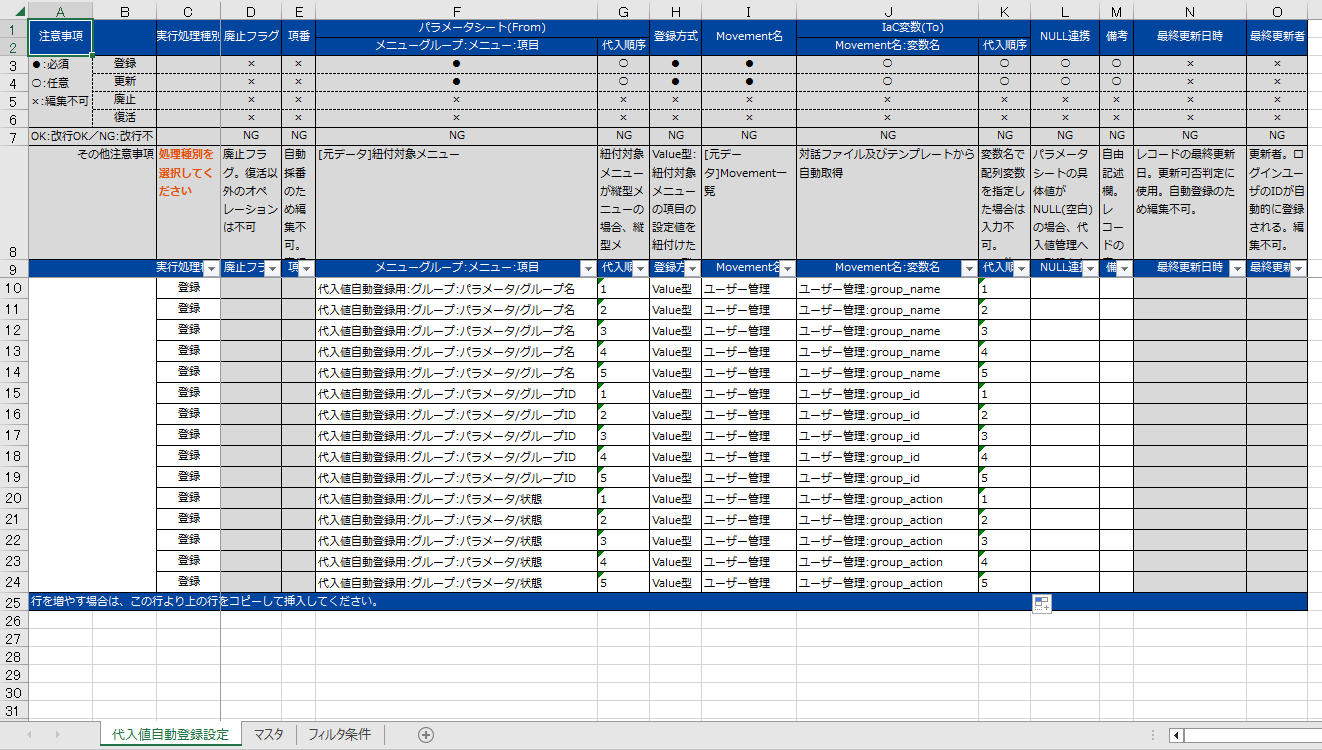 A B C D E F G H I J K L M N O
1 注意事項 実行処理種別 廃止フラグ 項番 パラメータシート(From) 登録方式 Movement名 IaC変数(To) NULL連携 備考 最終更新日時 最終更新者
2 メニューグループ:メニュー:項目 代入順序 Movement名:変数名 代入順序
3 ●:必須 登録 × × ● ○ ● ● ○ ○ ○ ○ × ×
4 ○:任意 更新 × × ● ○ ● ● ○ ○ ○ ○ × ×
5 ×:編集不可 廃止 × × × × × × × × × × × ×
6 復活 × × × × × × × × × × × ×
7 OK:改行OK/NG:改行不 NG NG NG NG NG NG NG NG NG NG NG NG
8 その他注意事項
処理種別を
選択してく
ださい
廃止フラ
グ。復活以
外のオペ
レーション
は不可
自動
採番
のた
め編
集不
可。
[元データ]紐付対象メニュー
紐付対象
メニュー
が縦型メ
ニューの
場合、縦
型メ
Value型:
紐付対象
メニュー
の項目の
設定値を
紐付けた
[元デー
タ]Movement一
覧
対話ファイル及びテンプレートから
自動取得
変数名で
配列変数
を指定し
た場合は
入力不
可。
パラメータ
シートの具
体値が
NULL(空白)
の場合、代
入値管理へ
自由
記述
欄。
レ
コー
ドの
レコードの最終更新
日。更新可否判定に
使用。自動登録のた
め編集不可。
更新者。ロ
グインユー
ザのIDが自
動的に登録
される。編
集不可。
9 実行処理種 廃止フラ 項 メニューグループ:メニュー:項目 代入順 登録方 Movement名 Movement名:変数名 代入順 NULL連 備 最終更新日時 最終更新
10 登録 代入値自動登録用:グループ:パラメータ/グループ名 1 Value型 ユーザー管理 ユーザー管理:group_name 1
11 登録 代入値自動登録用:グループ:パラメータ/グループ名 2 Value型 ユーザー管理 ユーザー管理:group_name 2
12 登録 代入値自動登録用:グループ:パラメータ/グループ名 3 Value型 ユーザー管理 ユーザー管理:group_name 3
13 登録 代入値自動登録用:グループ:パラメータ/グループ名 4 Value型 ユーザー管理 ユーザー管理:group_name 4
14 登録 代入値自動登録用:グループ:パラメータ/グループ名 5 Value型 ユーザー管理 ユーザー管理:group_name 5
15 登録 代入値自動登録用:グループ:パラメータ/グループID 1 Value型 ユーザー管理 ユーザー管理:group_id 1
16 登録 代入値自動登録用:グループ:パラメータ/グループID 2 Value型 ユーザー管理 ユーザー管理:group_id 2
17 登録 代入値自動登録用:グループ:パラメータ/グループID 3 Value型 ユーザー管理 ユーザー管理:group_id 3
18 登録 代入値自動登録用:グループ:パラメータ/グループID 4 Value型 ユーザー管理 ユーザー管理:group_id 4
19 登録 代入値自動登録用:グループ:パラメータ/グループID 5 Value型 ユーザー管理 ユーザー管理:group_id 5
20 登録 代入値自動登録用:グループ:パラメータ/状態 1 Value型 ユーザー管理 ユーザー管理:group_action 1
21 登録 代入値自動登録用:グループ:パラメータ/状態 2 Value型 ユーザー管理 ユーザー管理:group_action 2
22 登録 代入値自動登録用:グループ:パラメータ/状態 3 Value型 ユーザー管理 ユーザー管理:group_action 3
23 登録 代入値自動登録用:グループ:パラメータ/状態 4 Value型 ユーザー管理 ユーザー管理:group_action 4
24 登録 代入値自動登録用:グループ:パラメータ/状態 5 Value型 ユーザー管理 ユーザー管理:group_action 5
25 行を増やす場合は、この行より上の行をコピーして挿入してください。
26
27
28
29
30
31
代入値自動登録設定 マスタ フィルタ条件